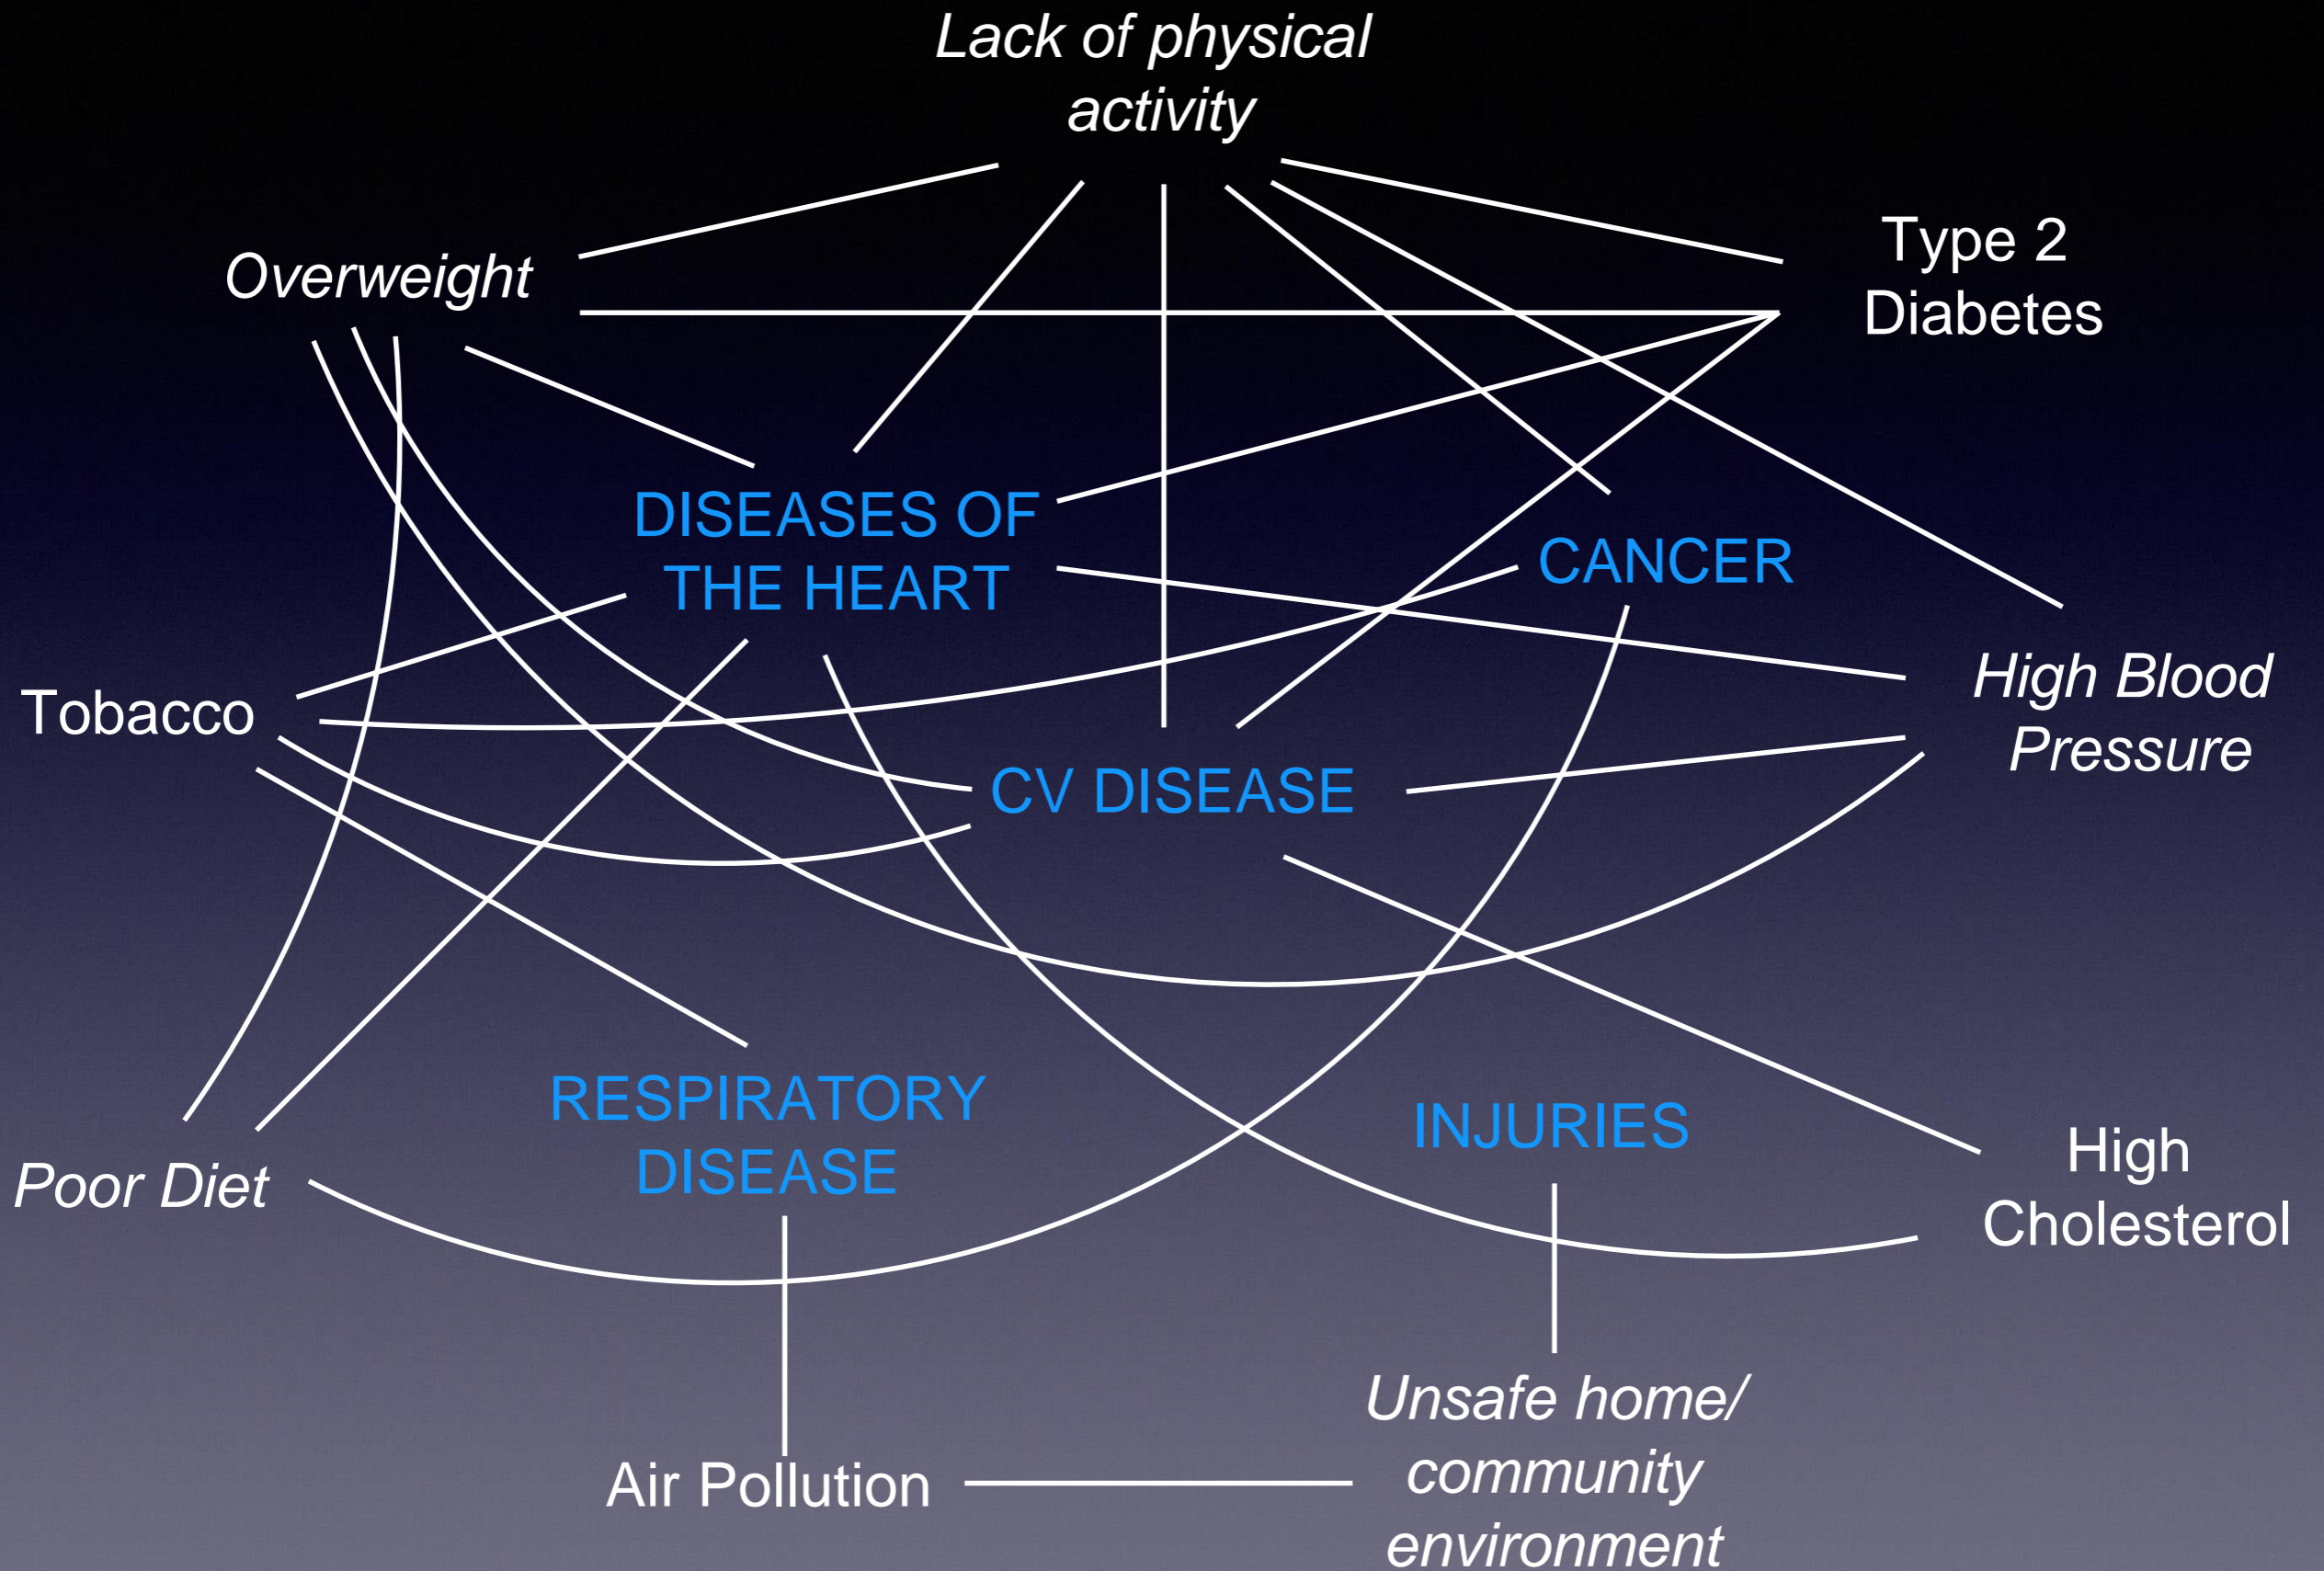 Lack of physical
activity
Overweight
Type 2
Diabetes
DISEASES OF
THE HEART
CANCER
Tobacco
High Blood
Pressure
CV DISEASE
RESPIRATORY
DISEASE
INJURIES
Poor Diet
High
Cholesterol
Air Pollution
Unsafe home/
community
environment